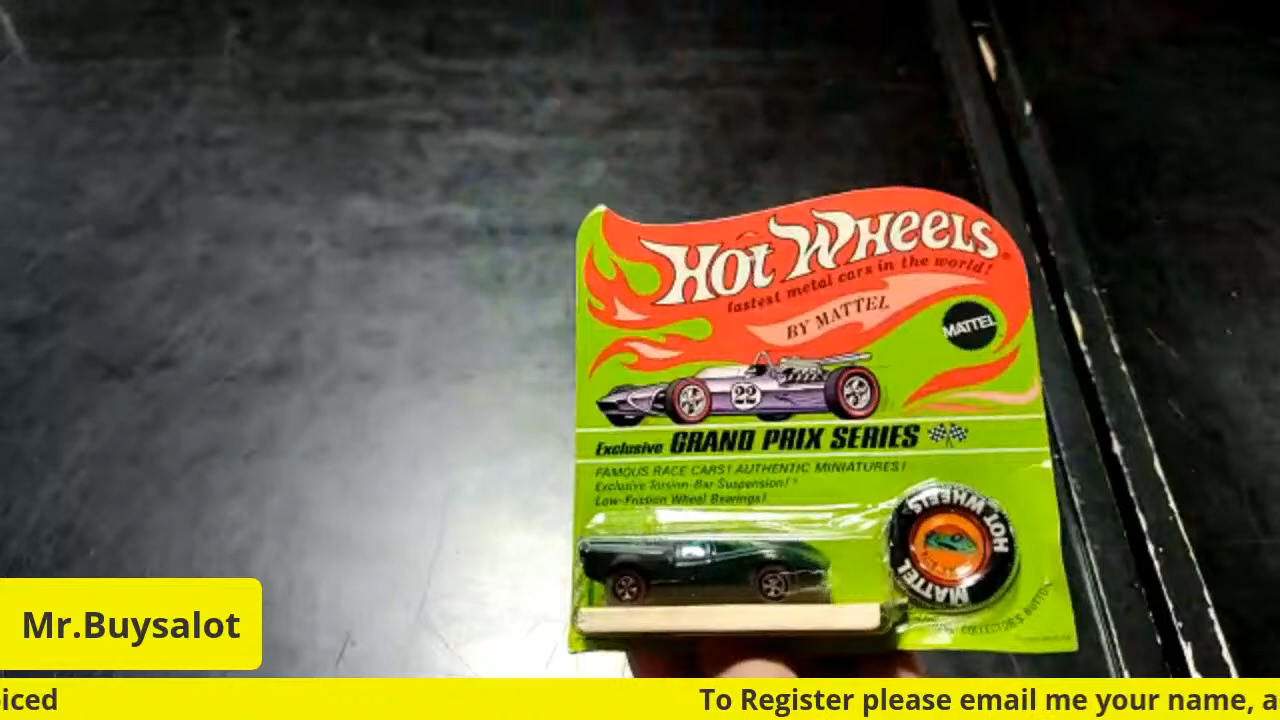 HOT WHEELS
fastest metal cars in the world!
BY MATTEL
MATTEL
22
Exclusive GRAND PRIX SERIES
FAMOUS RACE CARS! AUTHENTIC MINIATURES!
Exclusive Torsion-Bar Suspension!
Low-Friction Wheel Bearings!
HOT WHEELS
MATTEL
COLLECTOR'S BUTTON
Mr.Buysalot
iced
To Register please email me your name, a